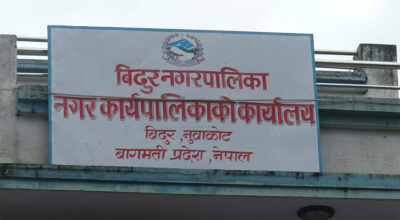 बिदुर नगरपालिका
नगर कार्यपालिकाको कार्यालय
बिदुर ,नुवाकोट
बागमती प्रदेश, नेपाल